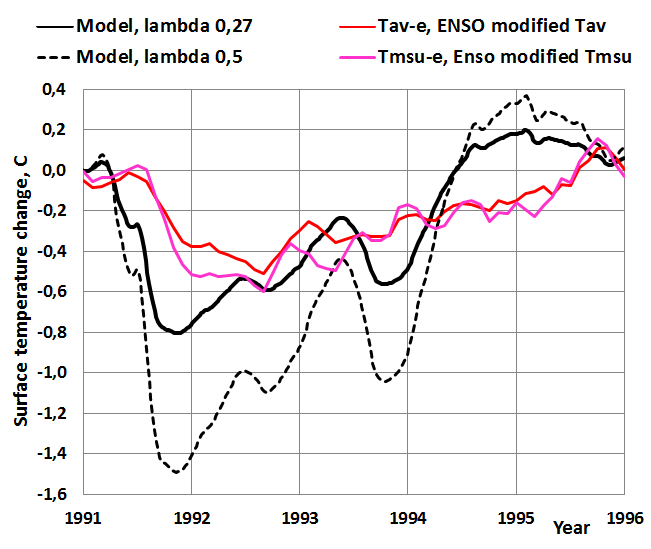 Model, lambda 0,27
Tav-e, ENSO modified Tav
Model, lambda 0,5
Tmsu-e, Enso modified Tmsu
Surface temperature change, C
0,4
0,2
0,0
-0,2
-0,4
-0,6
-0,8
-1,0
-1,2
-1,4
-1,6
1991
1992
1993
1994
1995
1996
Year